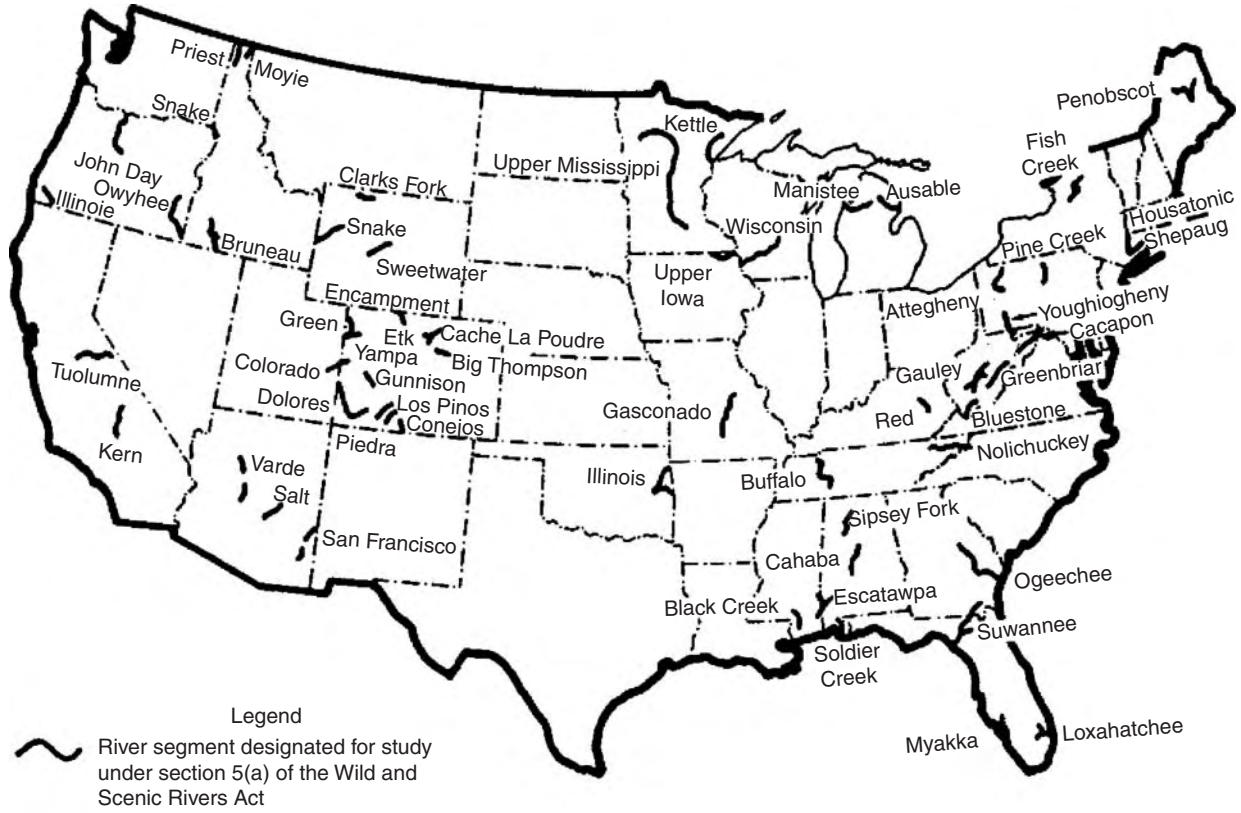 Priest
Moyie
Snake
John Day
Owyhee
Illinoie
Bruneau
Clarks Fork
Snake
Sweetwater
Encampment
Green
Etk
Cache La Poudre
Yampa
Big Thompson
Colorado
Gunnison
Dolores
Los Pinos
Conejos
Piedra
Tuolumne
Kern
Varde
Salt
San Francisco
Kettle
Upper Mississippi
Manistee
Ausable
Wisconsin
Upper
Iowa
Gasconado
Illinois
Buffalo
Penobscot
Fish
Creek
Housatonic
Shepaug
Pine Creek
Attegheny
Youghiogheny
Cacapon
Gauley
Greenbriar
Red
Bluestone
Nolichuckey
Sipsey Fork
Cahaba
Ogeechee
Black Creek
Escatawpa
Suwannee
Soldier
Creek
Myakka
Loxahatchee
Legend
River segment designated for study
under section 5(a) of the Wild and
Scenic Rivers Act